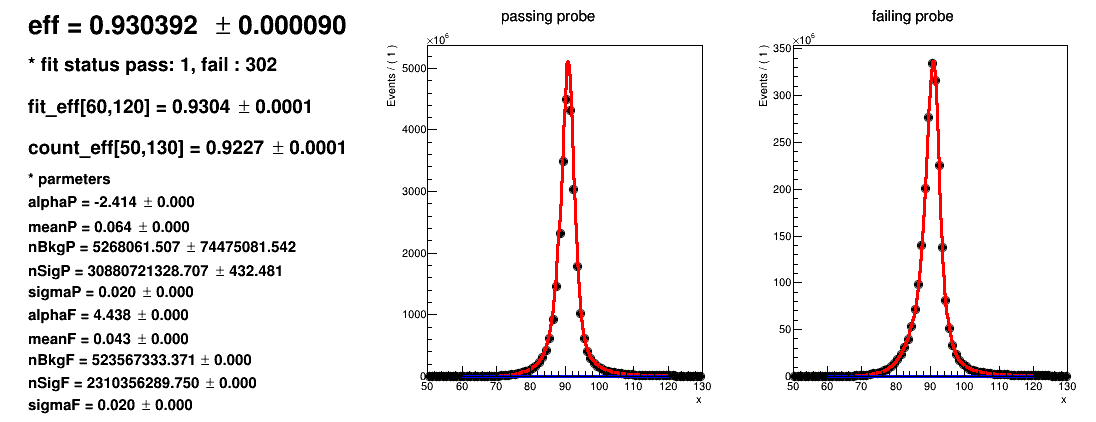 eff = 0.930392 ± 0.000090
* fit status pass: 1, fail : 302
fit_eff[60,120] = 0.9304 ± 0.0001
count_eff[50,130] = 0.9227 ± 0.0001
* parmeters
alphaP = -2.414 ± 0.000
meanP = 0.064 ± 0.000
nBkgP = 5268061.507 ± 74475081.542
nSigP = 30880721328.707 ± 432.481
sigmaP = 0.020 ± 0.000
alphaF = 4.438 ± 0.000
meanF = 0.043 ± 0.000
nBkgF = 523567333.371 ± 0.000
nSigF = 2310356289.750 ± 0.000
sigmaF = 0.020 ± 0.000
passing probe
×10⁶
Events / ( 1 )
5000
4000
3000
2000
1000
0
50 60 70 80 90 100 110 120 130
x
failing probe
×10⁶
Events / ( 1 )
350
300
250
200
150
100
50
0
50 60 70 80 90 100 110 120 130
x